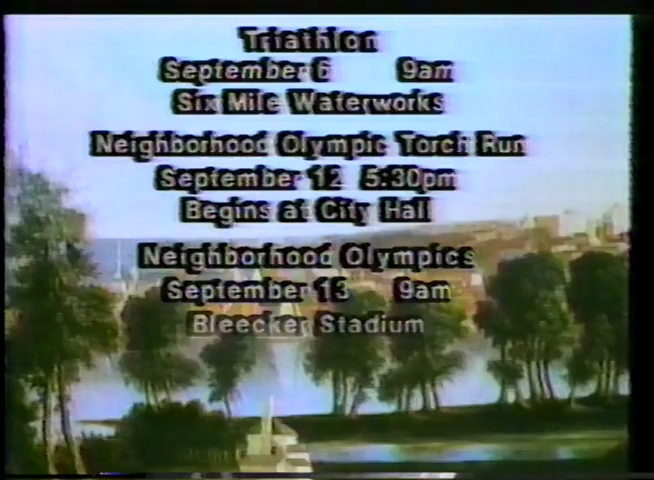 Triathlon
September 6 9am
Six Mile Waterworks
Neighborhood Olympic Torch Run
September 12 5:30pm
Begins at City Hall
Neighborhood Olympics
September 13 9am
Bleecker Stadium